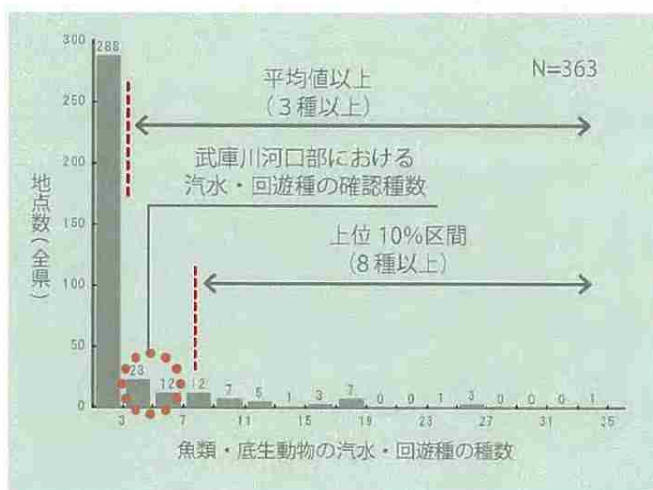 300
250
200
150
100
50
0
地点数(全県)
N=363
平均値以上
(3種以上)
武庫川河口部における
汽水・回遊種の確認種数
上位 10%区間
(8種以上)
288 23 12 12 7 5 1 3 7 0 0 1 3 0 0 0 1
3 7 11 15 19 23 27 31 35
魚類・底生動物の汽水・回遊種の種数